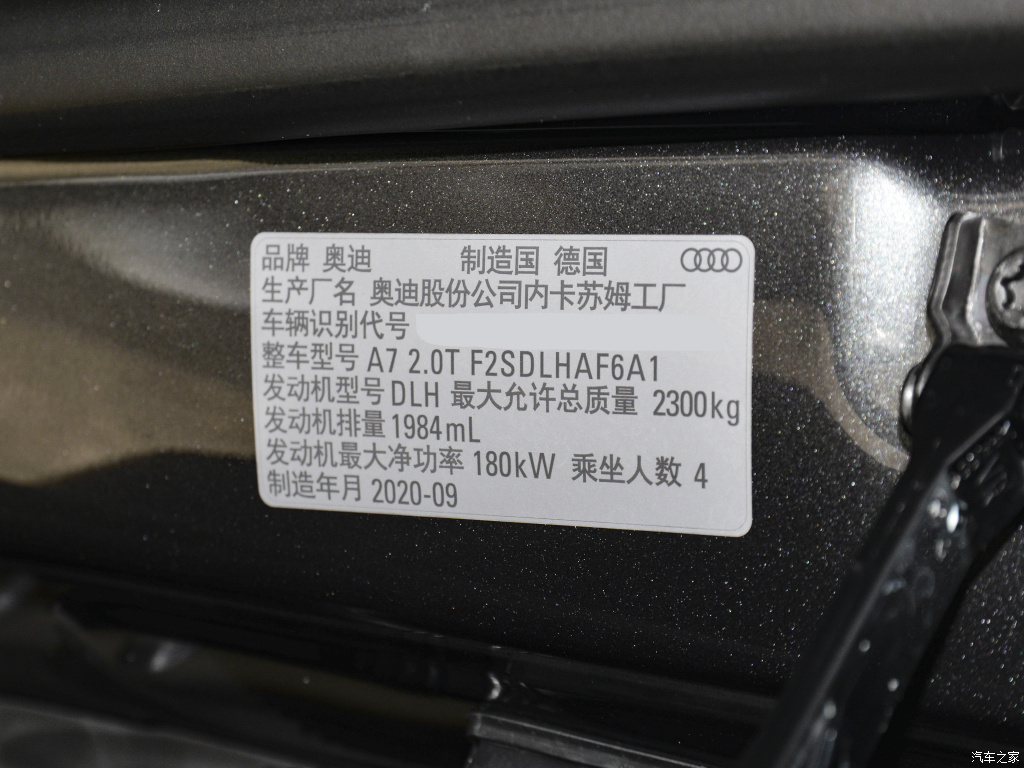 品牌 奥迪 制造国 德国
生产厂名 奥迪股份公司内卡苏姆工厂
车辆识别代号
整车型号 A7 2.0T F2SDLHAF6A1
发动机型号 DLH 最大允许总质量 2300kg
发动机排量 1984mL
发动机最大净功率 180kW 乘坐人数 4
制造年月 2020-09
汽车之家